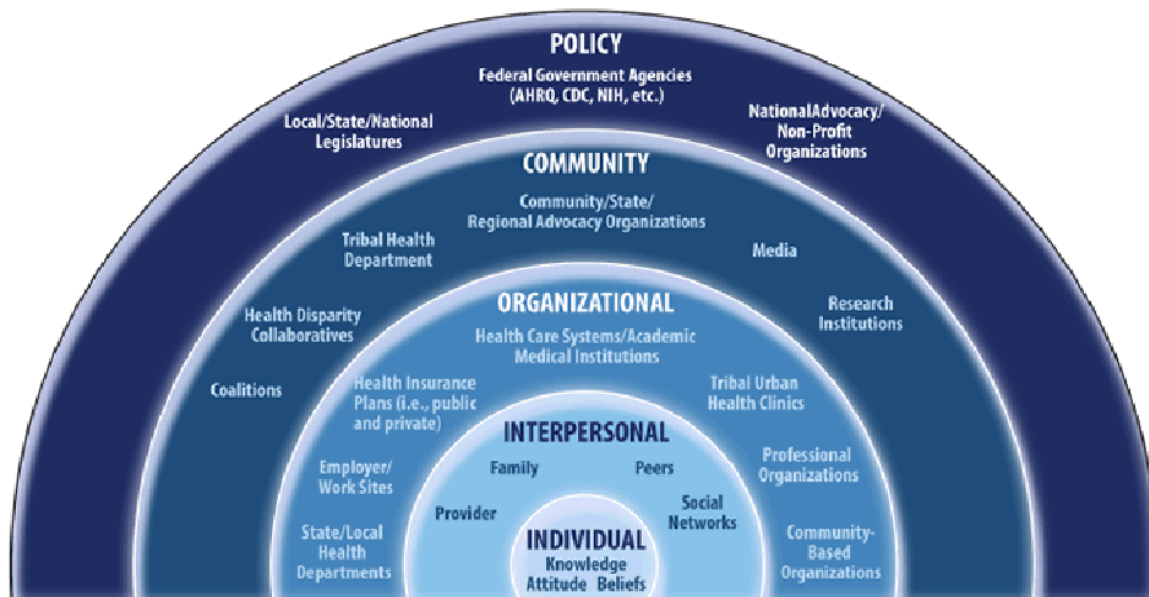 POLICY
Federal Government Agencies
(AHRQ, CDC, NIH, etc.)
Local/State/National
Legislatures
NationalAdvocacy/
Non-Profit
Organizations
COMMUNITY
Community/State/
Regional Advocacy Organizations
Tribal Health
Department
Media
Health Disparity
Collaboratives
Research
Institutions
Coalitions
ORGANIZATIONAL
Health Care Systems/Academic
Medical Institutions
Health Insurance
Plans (i.e., public
and private)
Tribal Urban
Health Clinics
Employer/
Work Sites
Professional
Organizations
State/Local
Health
Departments
Community-
Based
Organizations
INTERPERSONAL
Family
Peers
Provider
Social
Networks
INDIVIDUAL
Knowledge
Attitude Beliefs